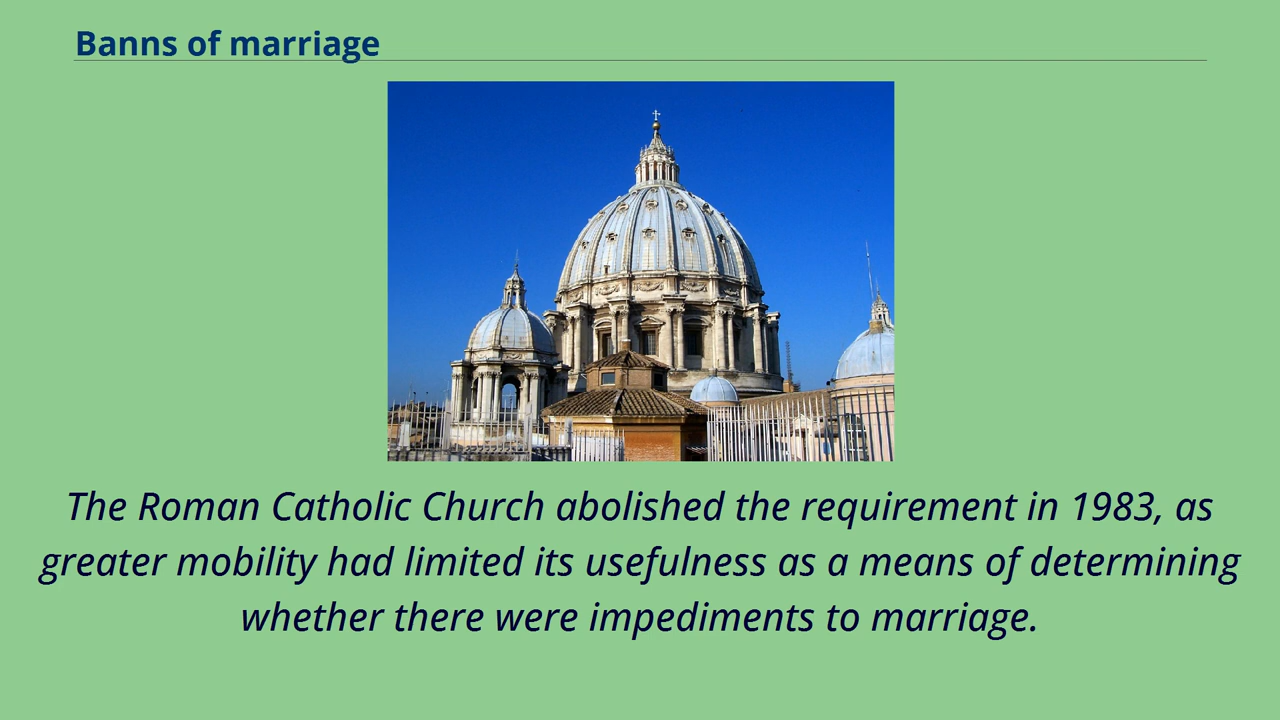 Banns of marriage
The Roman Catholic Church abolished the requirement in 1983, as
greater mobility had limited its usefulness as a means of determining
whether there were impediments to marriage.